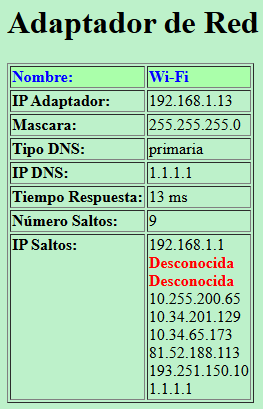 Adaptador de Red
Nombre: Wi-Fi
IP Adaptador: 192.168.1.13
Mascara: 255.255.255.0
Tipo DNS: primaria
IP DNS: 1.1.1.1
Tiempo Respuesta: 13 ms
Número Saltos: 9
IP Saltos: 192.168.1.1
Desconocida
Desconocida
10.255.200.65
10.34.201.129
10.34.65.173
81.52.188.113
193.251.150.10
1.1.1.1